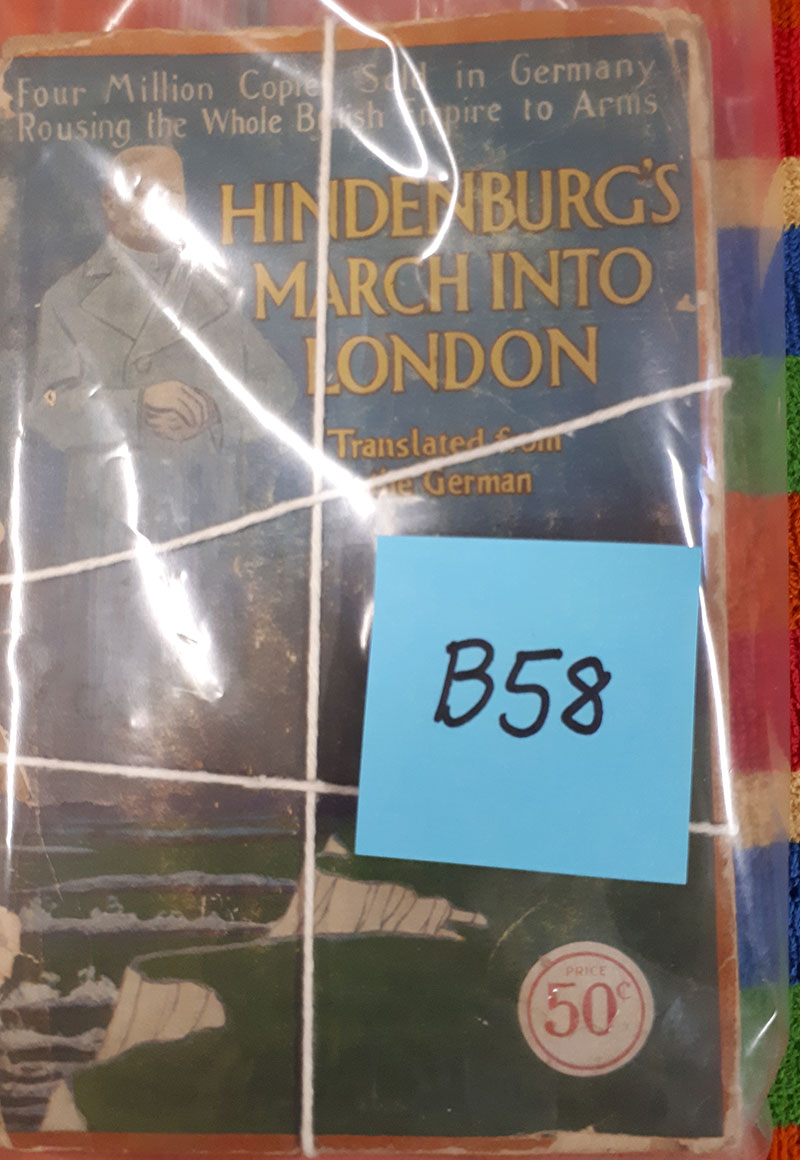 Four Million Copies Sold in Germany
Rousing the Whole British Empire to Arms
HINDENBURG'S
MARCH INTO
LONDON
Translated from
the German
B58
PRICE
50¢